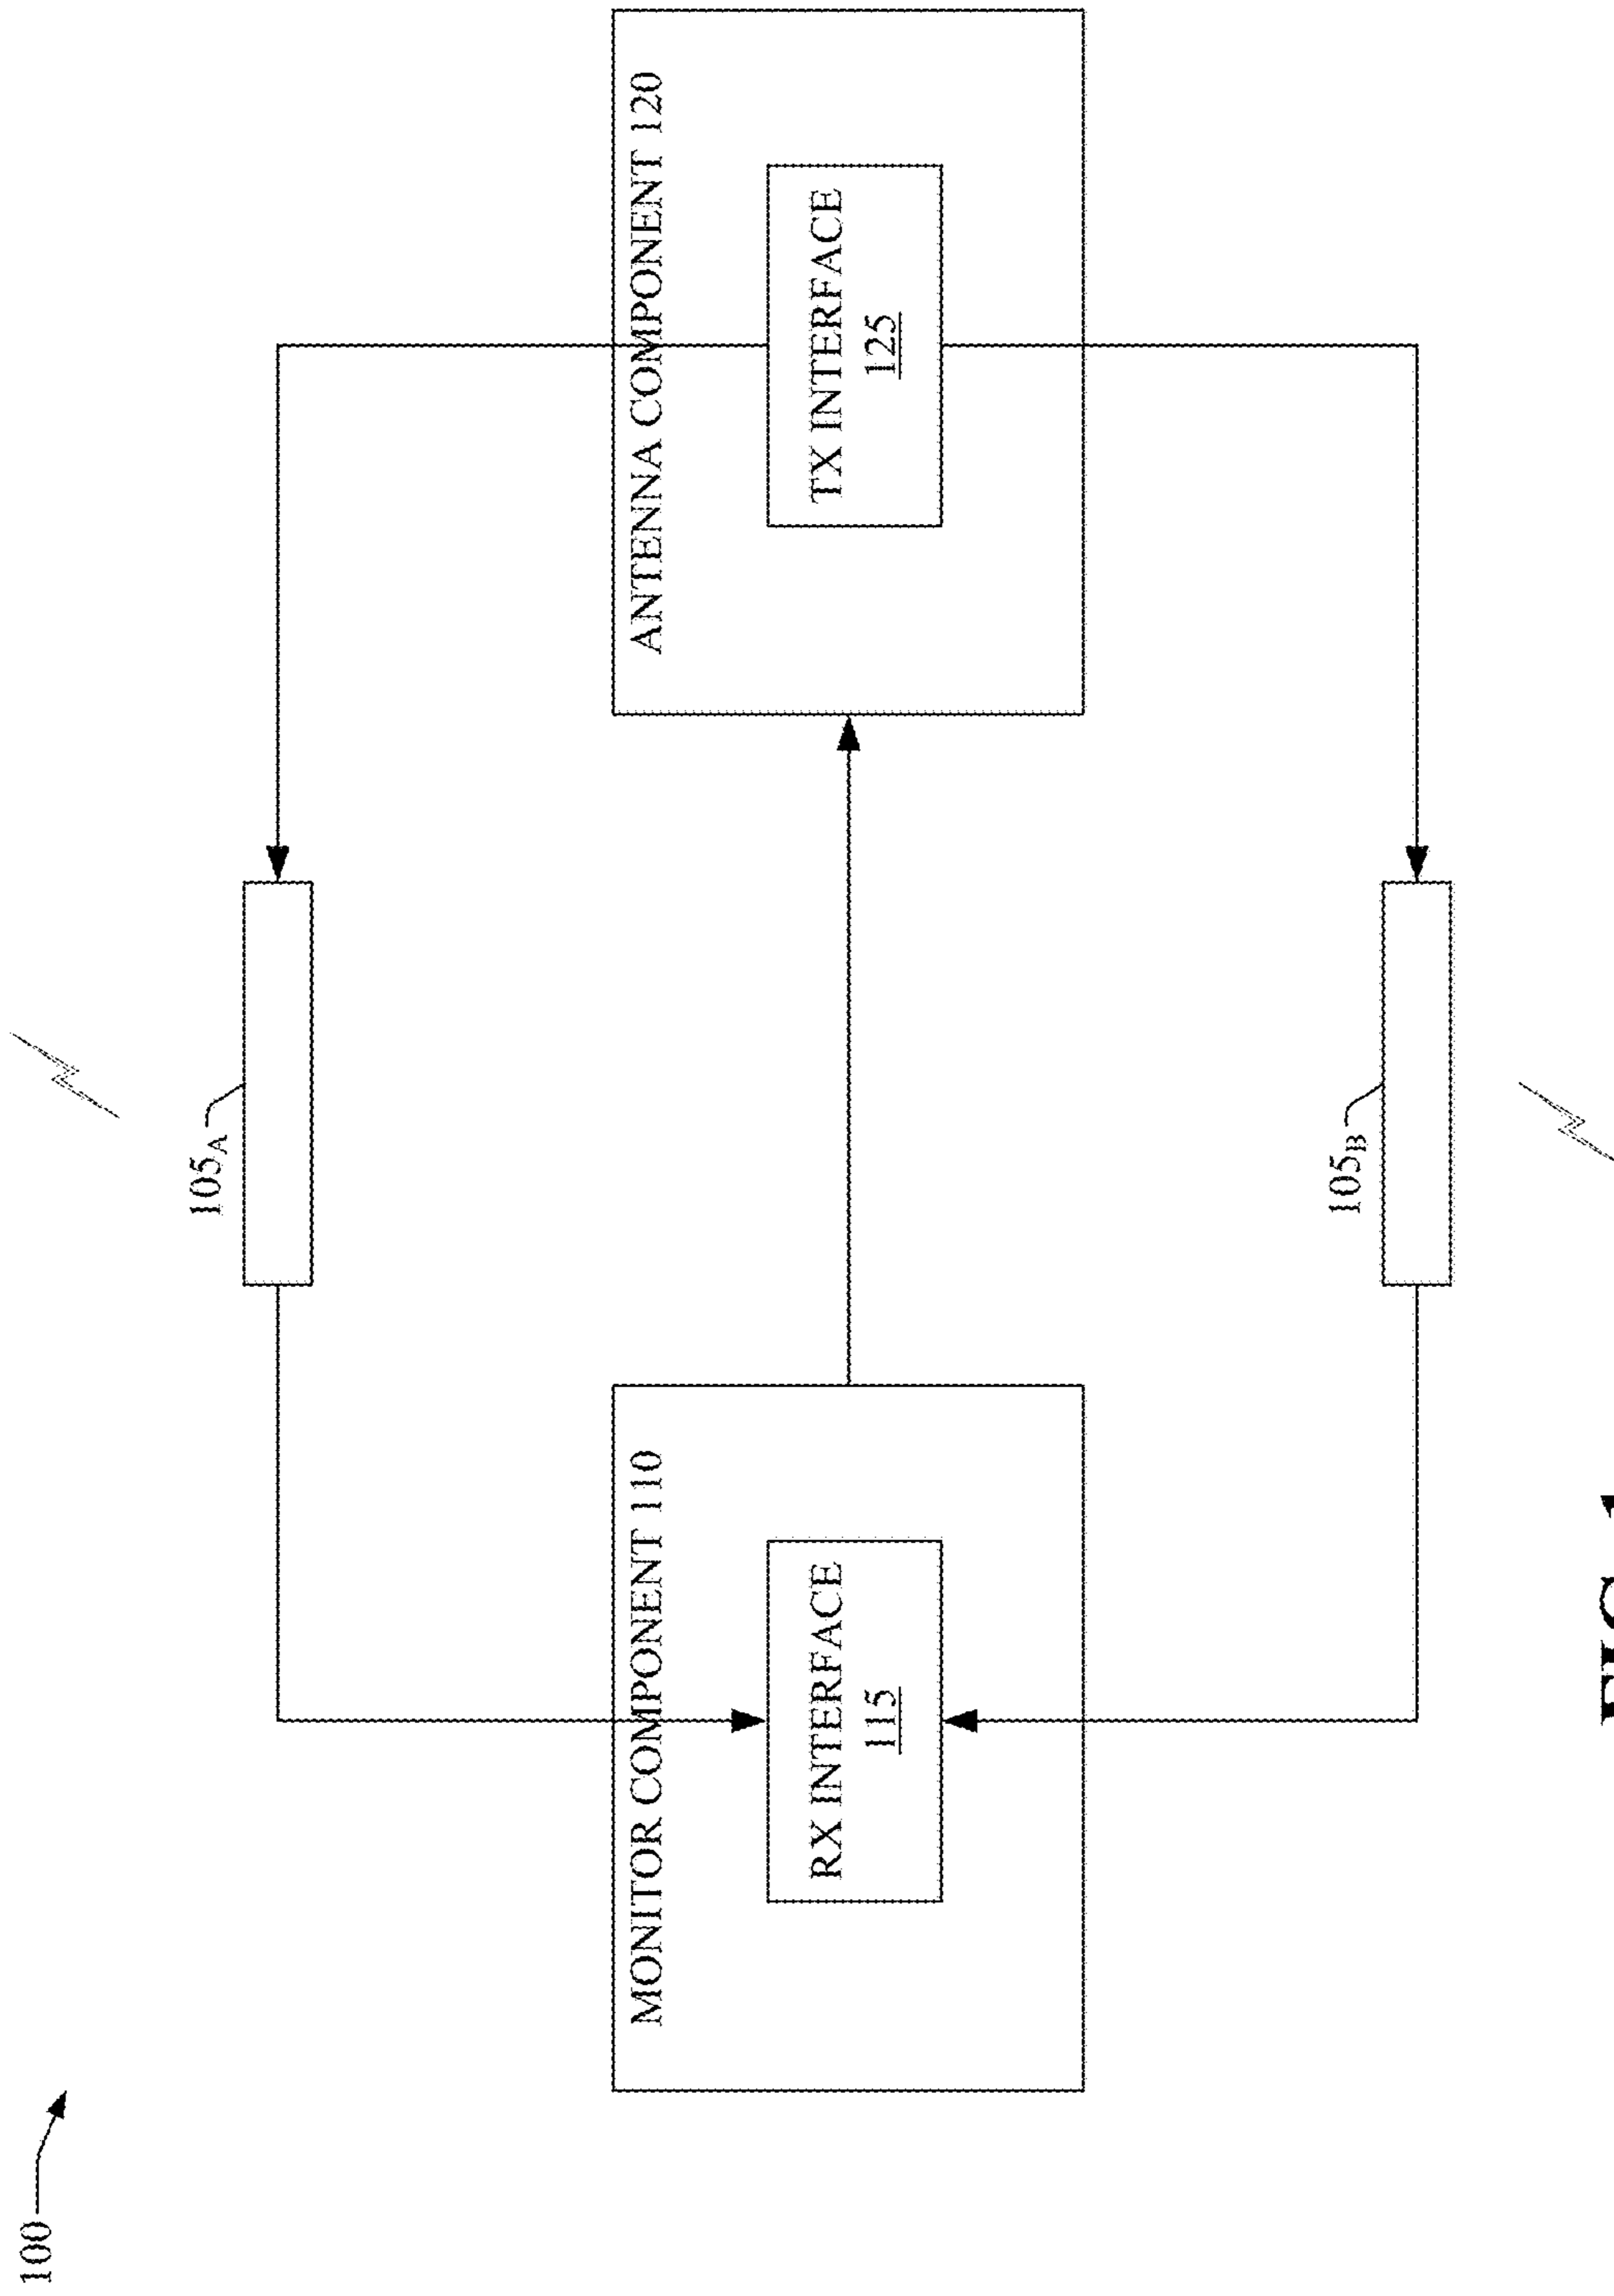 100
105A
MONITOR COMPONENT 110
RX INTERFACE
115
ANTENNA COMPONENT 120
TX INTERFACE
125
105B